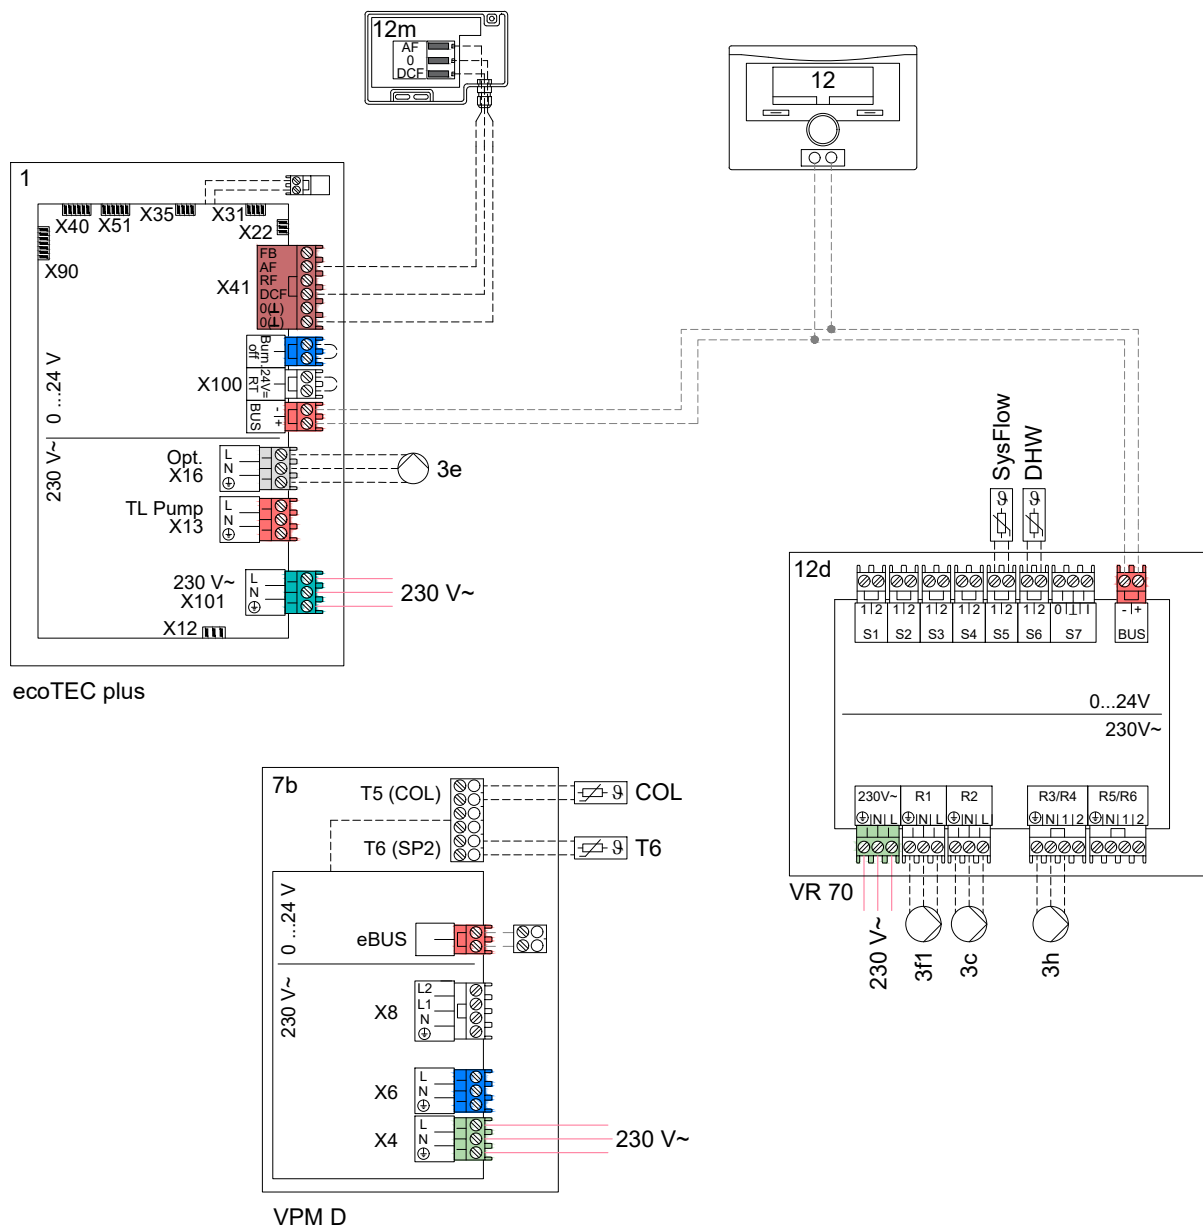 12m
AF
0
DCF
12
1
X40
X51
X35
X31
X22
X90
FB
AF
RF
DCF
0(⊥)
0(⊥)
X41
Burn.
off
24V=
RT
X100
BUS
- +
0 ...24 V
230 V~
Opt.
X16
L
N
3e
TL Pump
X13
L
N
230 V~
X101
L
N
230 V~
X12
ecoTEC plus
SysFlow
DHW
12d
1|2
1|2
1|2
1|2
1|2
1|2
0|⊥|I
- | +
S1
S2
S3
S4
S5
S6
S7
BUS
0...24V
230V~
230V~
R1
R2
R3/R4
R5/R6
|N|L
|N|L
|N|L
|N|1|2
|N|1|2
VR 70
230 V~
3f1
3c
3h
7b
T5 (COL)
COL
T6 (SP2)
T6
0 ...24 V
230 V~
eBUS
X8
L2
L1
N
X6
L
N
X4
L
N
230 V~
VPM D